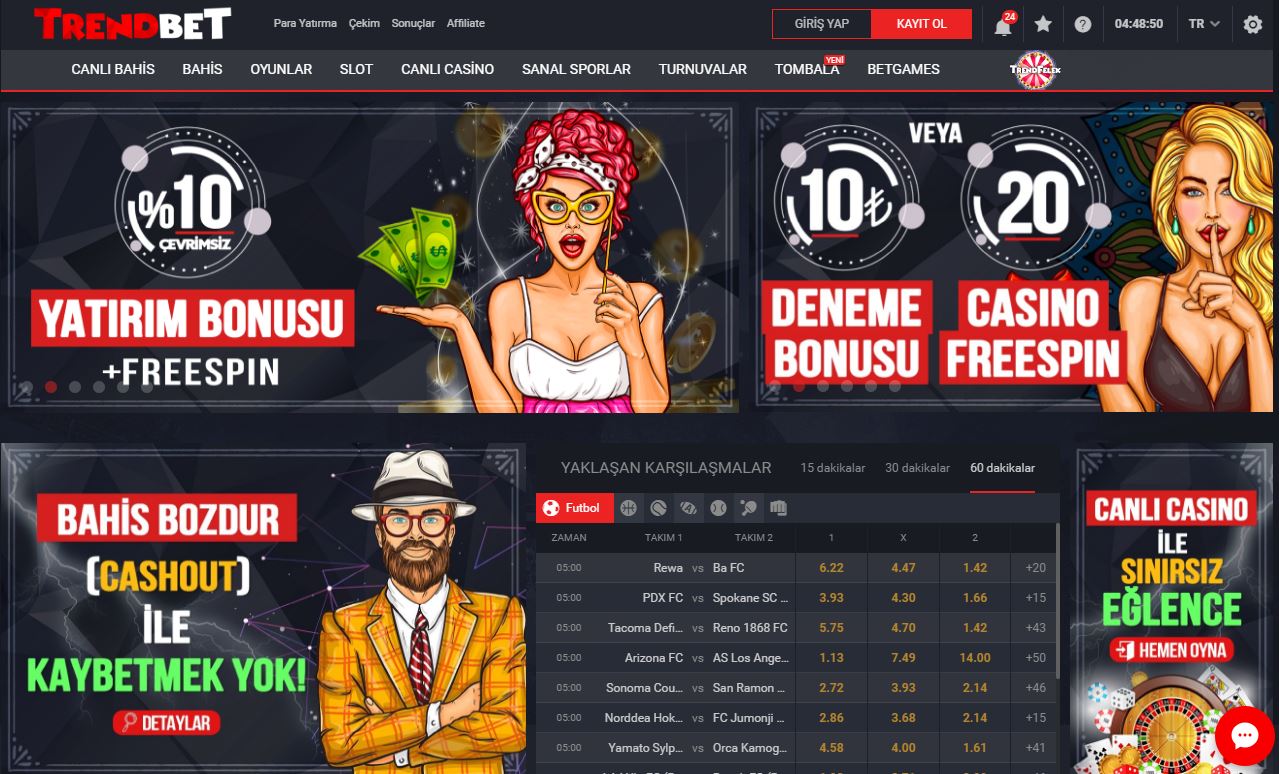 TRENDBET
Para Yatırma Çekim Sonuçlar Affiliate
GİRİŞ YAP KAYIT OL 24 ? 04:48:50 TR
CANLI BAHİS BAHİS OYUNLAR SLOT CANLI CASINO SANAL SPORLAR TURNUVALAR TOMBALA YENİ BETGAMES TRENDFELEK
%10
ÇEVRİMSİZ
YATIRIM BONUSU
+FREESPIN
VEYA
10₺ 20
DENEME
BONUSU
CASINO
FREESPIN
BAHİS BOZDUR
(CASHOUT)
İLE
KAYBETMEK YOK!
DETAYLAR
YAKLAŞAN KARŞILAŞMALAR 15 dakikalar 30 dakikalar 60 dakikalar
Futbol
ZAMAN TAKIM 1 TAKIM 2 1 X 2
05:00 Rewa vs Ba FC 6.22 4.47 1.42 +20
05:00 PDX FC vs Spokane SC ... 3.93 4.30 1.66 +15
05:00 Tacoma Defi... vs Reno 1868 FC 5.75 4.70 1.42 +43
05:00 Arizona FC vs AS Los Ange... 1.13 7.49 14.00 +50
05:00 Sonoma Cou... vs San Ramon ... 2.72 3.93 2.14 +46
05:00 Norddea Hok... vs FC Jumonji ... 2.86 3.68 2.14 +15
05:00 Yamato Sylp... vs Orca Kamog... 4.58 4.00 1.61 +41
CANLI CASINO
İLE
SINIRSIZ
EĞLENCE
HEMEN OYNA